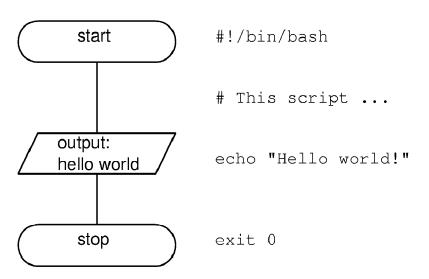 start
#!/bin/bash
# This script ...
output:
hello world
echo "Hello world!"
stop
exit 0